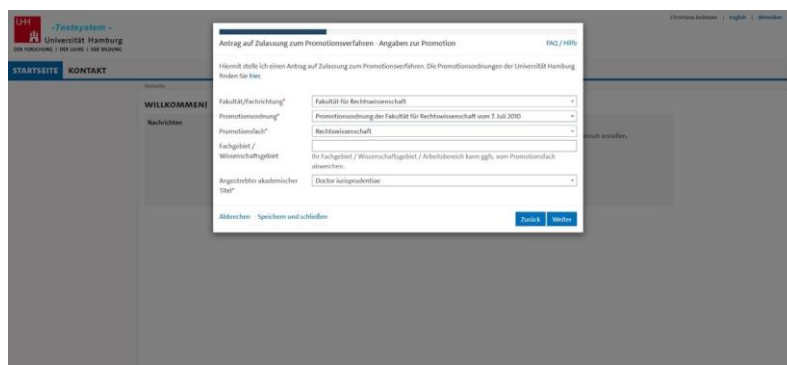 UH
-Testsystem -
Universität Hamburg
DER FORSCHUNG | DER LEHRE | DER BILDUNG
English | Abmelden
STARTSEITE KONTAKT
Startseite
WILLKOMMEN
Nachrichten
Antrag auf Zulassung zum Promotionsverfahren - Angaben zur Promotion FAQ / Hilfe
Hiermit stelle ich einen Antrag auf Zulassung zum Promotionsverfahren. Die Promotionsordnungen der Universität Hamburg
finden Sie hier.
Fakultät/Fachrichtung* Fakultät für Rechtswissenschaft
Promotionsordnung* Promotionsordnung der Fakultät für Rechtswissenschaft vom 7. Juli 2010
Promotionsfach* Rechtswissenschaft
Fachgebiet /
Wissenschaftsgebiet
Ihr Fachgebiet / Wissenschaftsgebiet / Arbeitsbereich kann ggfs. vom Promotionsfach
abweichen.
Angestrebter akademischer Doctor iurisprudentiae
Titel*
erstellen.
Abbrechen Speichern und schließen Zurück Weiter